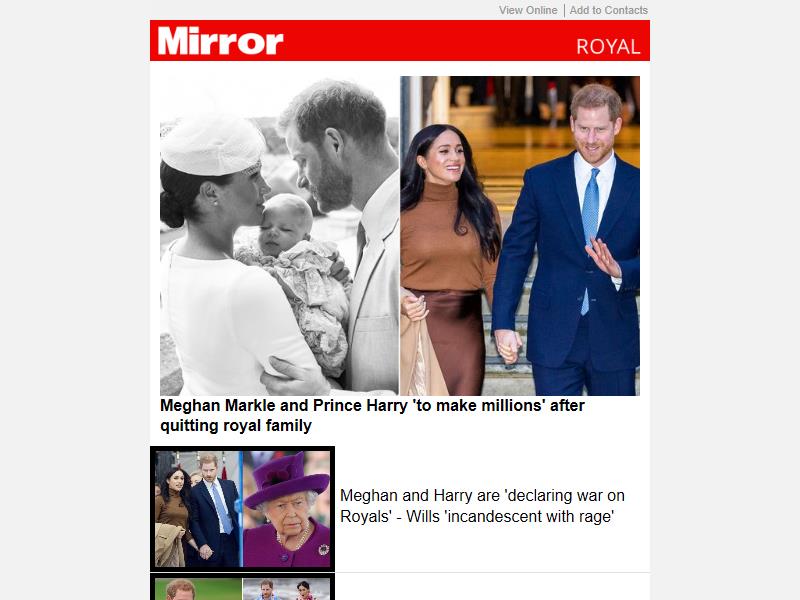 View Online | Add to Contacts
Mirror ROYAL
Meghan Markle and Prince Harry 'to make millions' after
quitting royal family
Meghan and Harry are 'declaring war on
Royals' - Wills 'incandescent with rage'